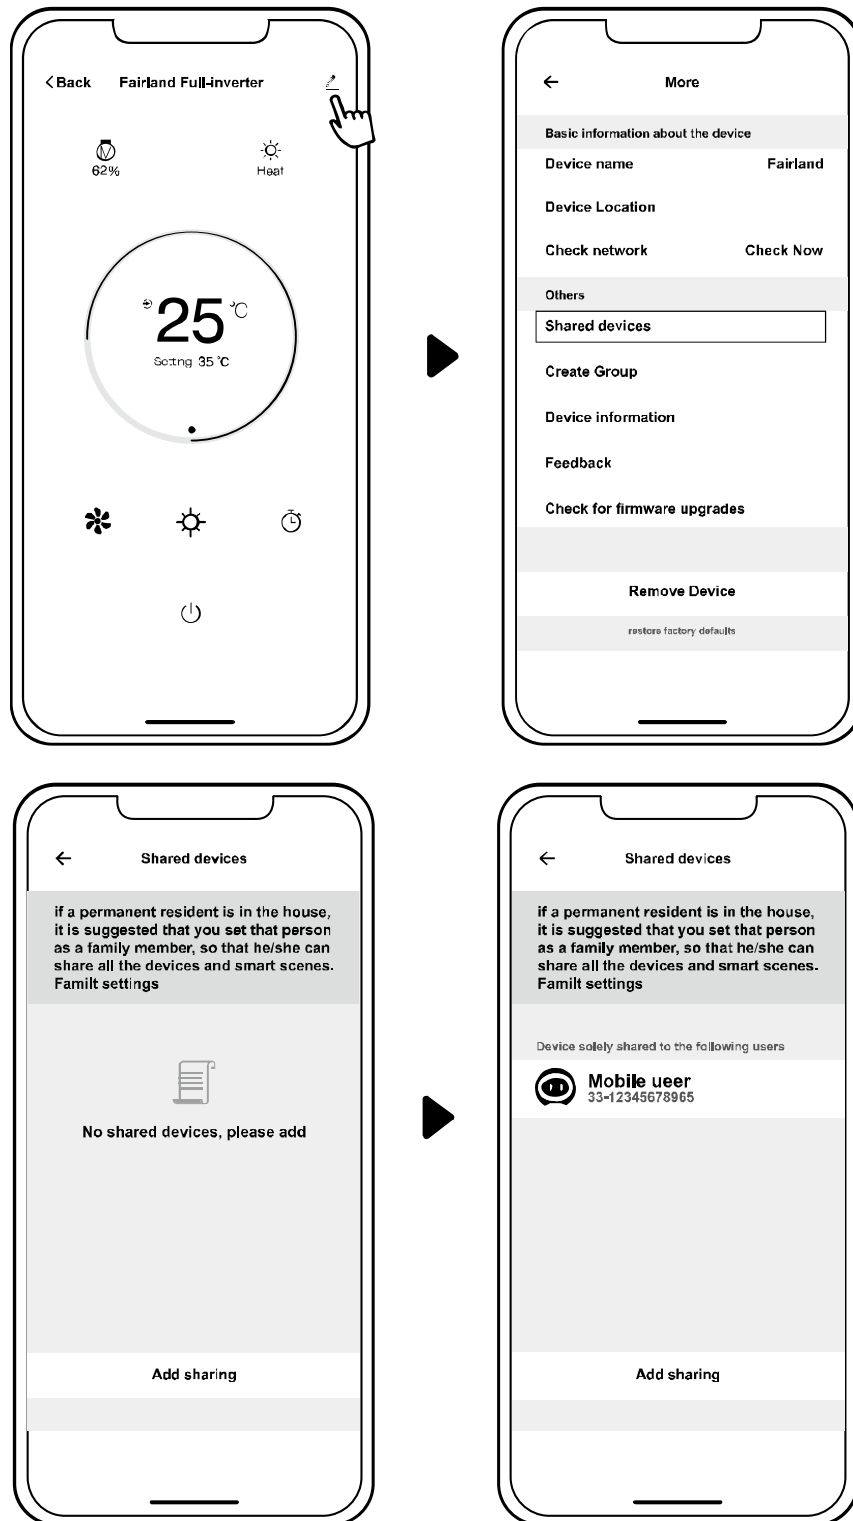 Back Fairland Full-inverter
62% Heat
25 °C
Settng 35 °C
More
Basic information about the device
Device name Fairland
Device Location
Check network Check Now
Others
Shared devices
Create Group
Device information
Feedback
Check for firmware upgrades
Remove Device
restore factory defaults
Shared devices
if a permanent resident is in the house,
it is suggested that you set that person
as a family member, so that he/she can
share all the devices and smart scenes.
Familt settings
No shared devices, please add
Add sharing
Shared devices
if a permanent resident is in the house,
it is suggested that you set that person
as a family member, so that he/she can
share all the devices and smart scenes.
Familt settings
Device solely shared to the following users
Mobile ueer
33-12345678965
Add sharing